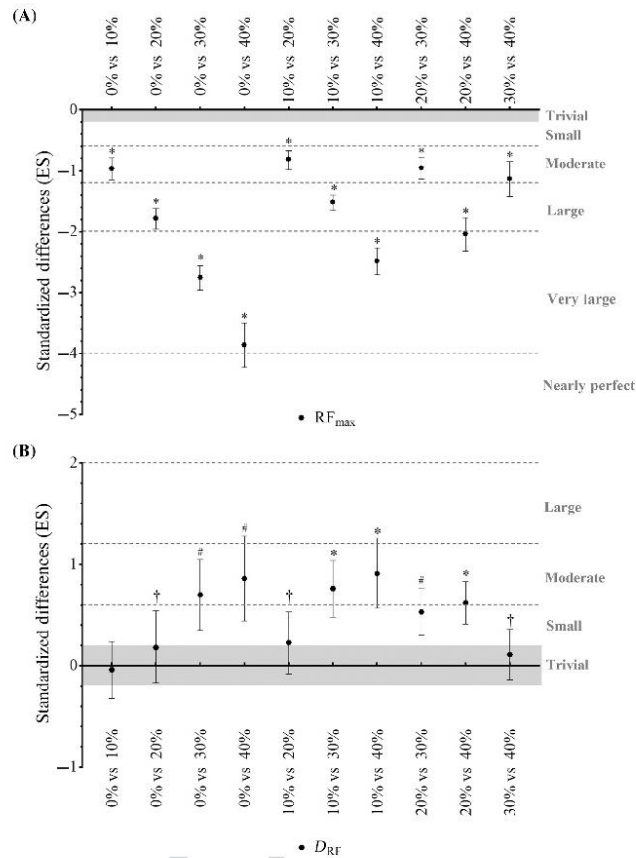 (A)
0% vs 10%
0% vs 20%
0% vs 30%
0% vs 40%
10% vs 20%
10% vs 30%
10% vs 40%
20% vs 30%
20% vs 40%
30% vs 40%
Standardized differences (ES)
0
−1
−2
−3
−4
−5
* * * * * * * * * *
Trivial
Small
Moderate
Large
Very large
Nearly perfect
• RFmax
(B)
Standardized differences (ES)
2
1
0
−1
† # # † * * # * †
Large
Moderate
Small
Trivial
0% vs 10%
0% vs 20%
0% vs 30%
0% vs 40%
10% vs 20%
10% vs 30%
10% vs 40%
20% vs 30%
20% vs 40%
30% vs 40%
• DRF